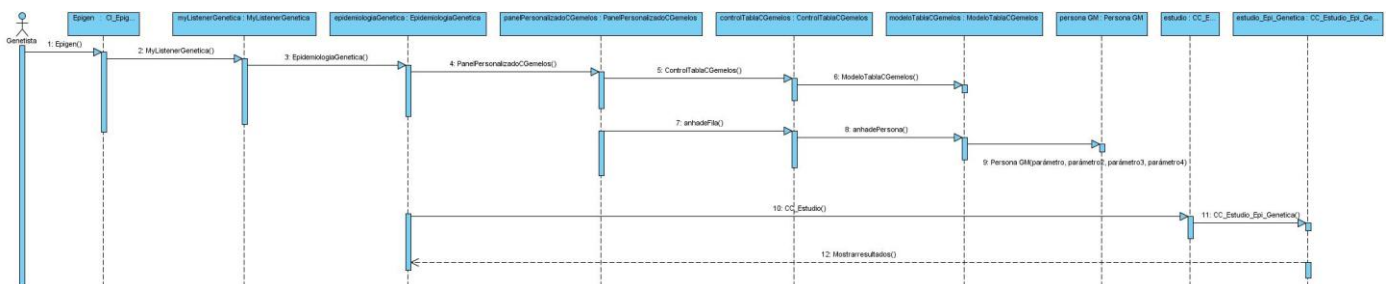 Epigen : CI_Epig...
myListenerGenetica : MyListenerGenetica
epidemiologiaGenetica : EpidemiologiaGenetica
panelPersonalizadoCGemelos : PanelPersonalizadoCGemelos
controlTablaCGemelos : ControlTablaCGemelos
modeloTablaCGemelos : ModeloTablaCGemelos
persona GM : Persona GM
estudio : CC_E...
estudio_Epi_Genetica : CC_Estudio_Epi_Ge...
Genetista
1: Epigen()
2: MyListenerGenetica()
3: EpidemiologiaGenetica()
4: PanelPersonalizadoCGemelos()
5: ControlTablaCGemelos()
6: ModeloTablaCGemelos()
7: anhadeFila()
8: anhadePersona()
9: Persona GM(parámetro, parámetro2, parámetro3, parámetro4)
10: CC_Estudio()
11: CC_Estudio_Epi_Genetica()
12: Mostrarresultados()